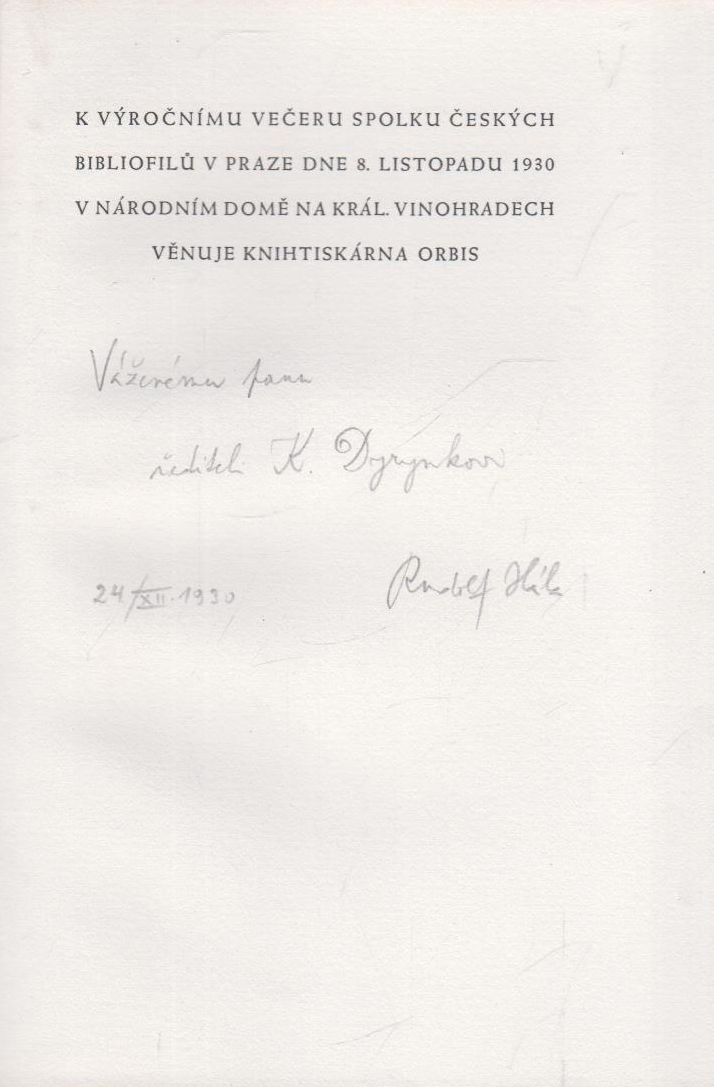 K VÝROČNÍMU VEČERU SPOLKU ČESKÝCH
BIBLIOFILŮ V PRAZE DNE 8. LISTOPADU 1930
V NÁRODNÍM DOMĚ NA KRÁL. VINOHRADECH
VĚNUJE KNIHTISKÁRNA ORBIS
Váženému panu
řediteli K. Dyrynkovi
24/XII. 1930
Rudolf Hála